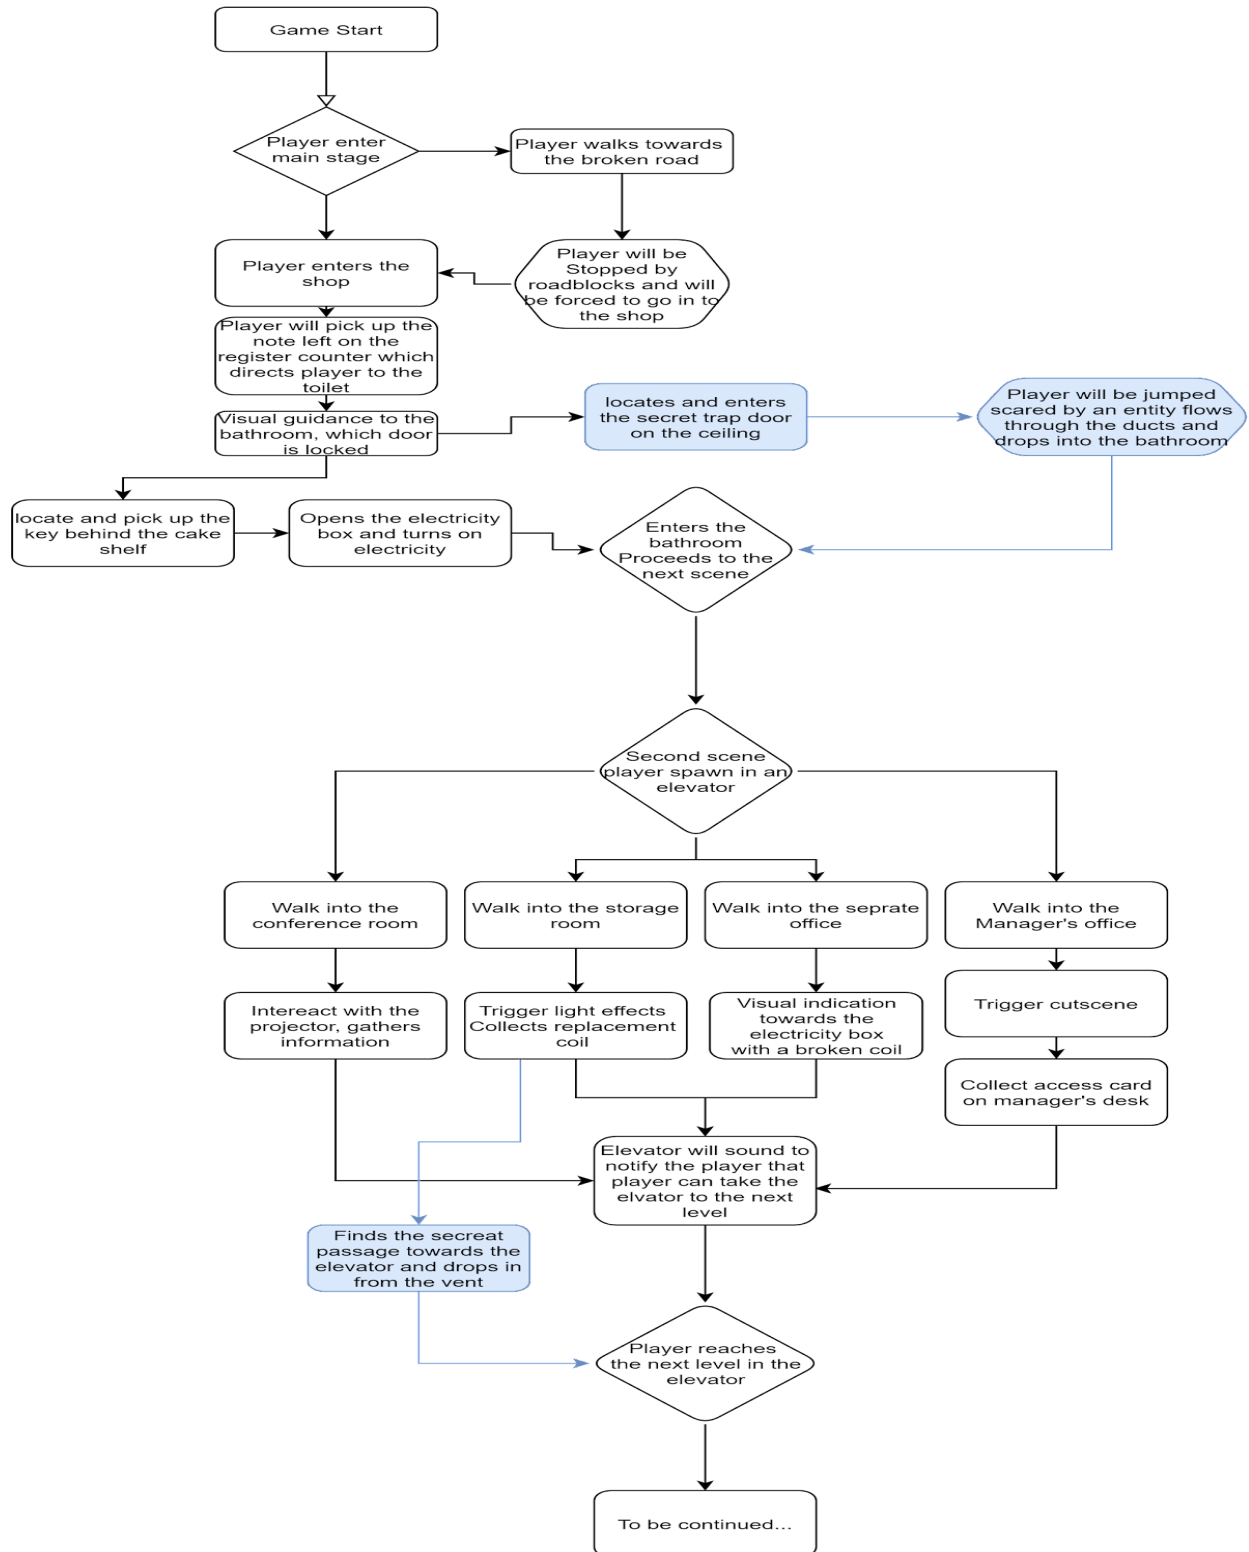 Game Start
Player enter
main stage
Player walks towards
the broken road
Player enters the
shop
Player will be
Stopped by
roadblocks and will
be forced to go in to
the shop
Player will pick up the
note left on the
register counter which
directs player to the
toilet
Visual guidance to the
bathroom, which door
is locked
locates and enters
the secret trap door
on the ceiling
Player will be jumped
scared by an entity flows
through the ducts and
drops into the bathroom
locate and pick up the
key behind the cake
shelf
Opens the electricity
box and turns on
electricity
Enters the
bathroom
Proceeds to the
next scene
Second scene
player spawn in an
elevator
Walk into the
conference room
Walk into the storage
room
Walk into the seprate
office
Walk into the
Manager's office
Intereact with the
projector, gathers
information
Trigger light effects
Collects replacement
coil
Visual indication
towards the
electricity box
with a broken coil
Trigger cutscene
Collect access card
on manager's desk
Elevator will sound to
notify the player that
player can take the
elvator to the next
level
Finds the secreat
passage towards the
elevator and drops in
from the vent
Player reaches
the next level in the
elevator
To be continued...